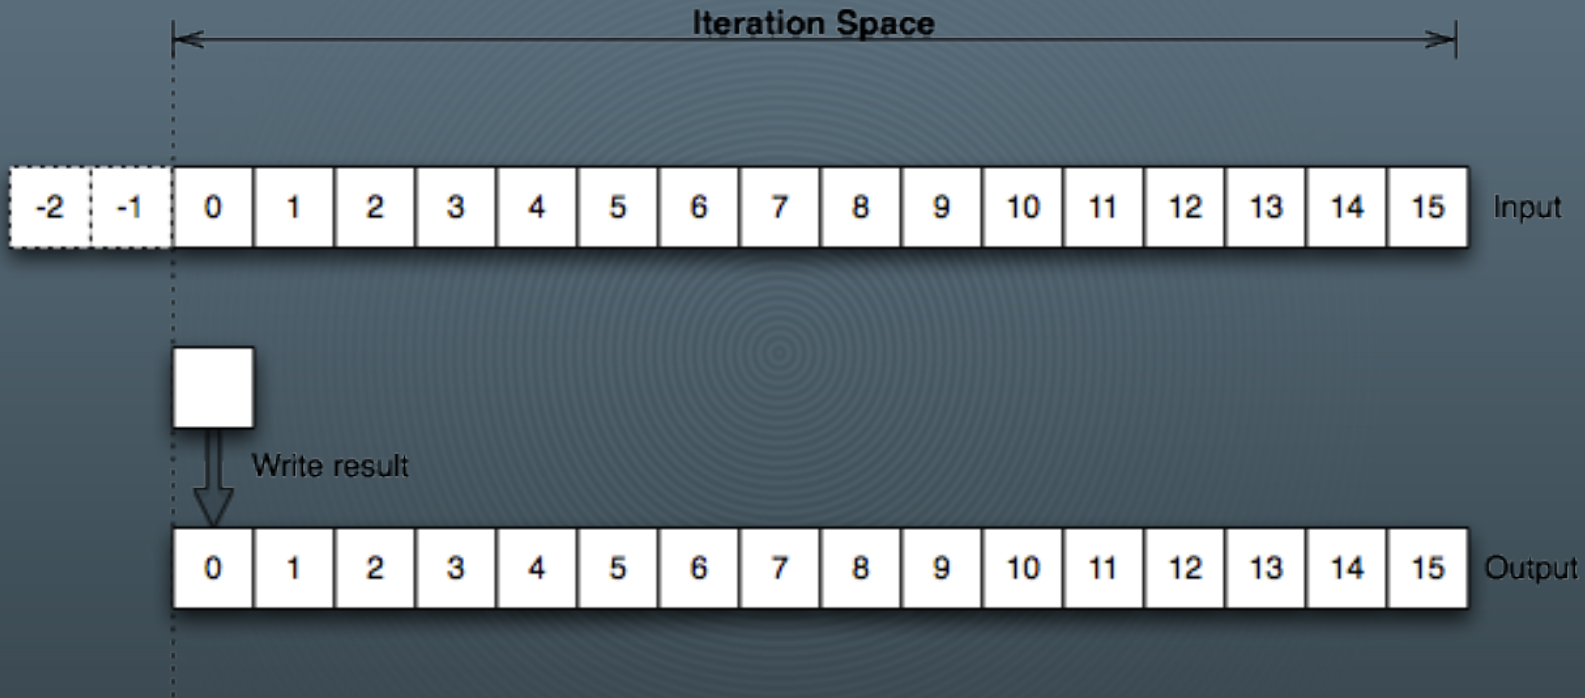 Iteration Space
-2 -1 0 1 2 3 4 5 6 7 8 9 10 11 12 13 14 15 Input
Write result
0 1 2 3 4 5 6 7 8 9 10 11 12 13 14 15 Output